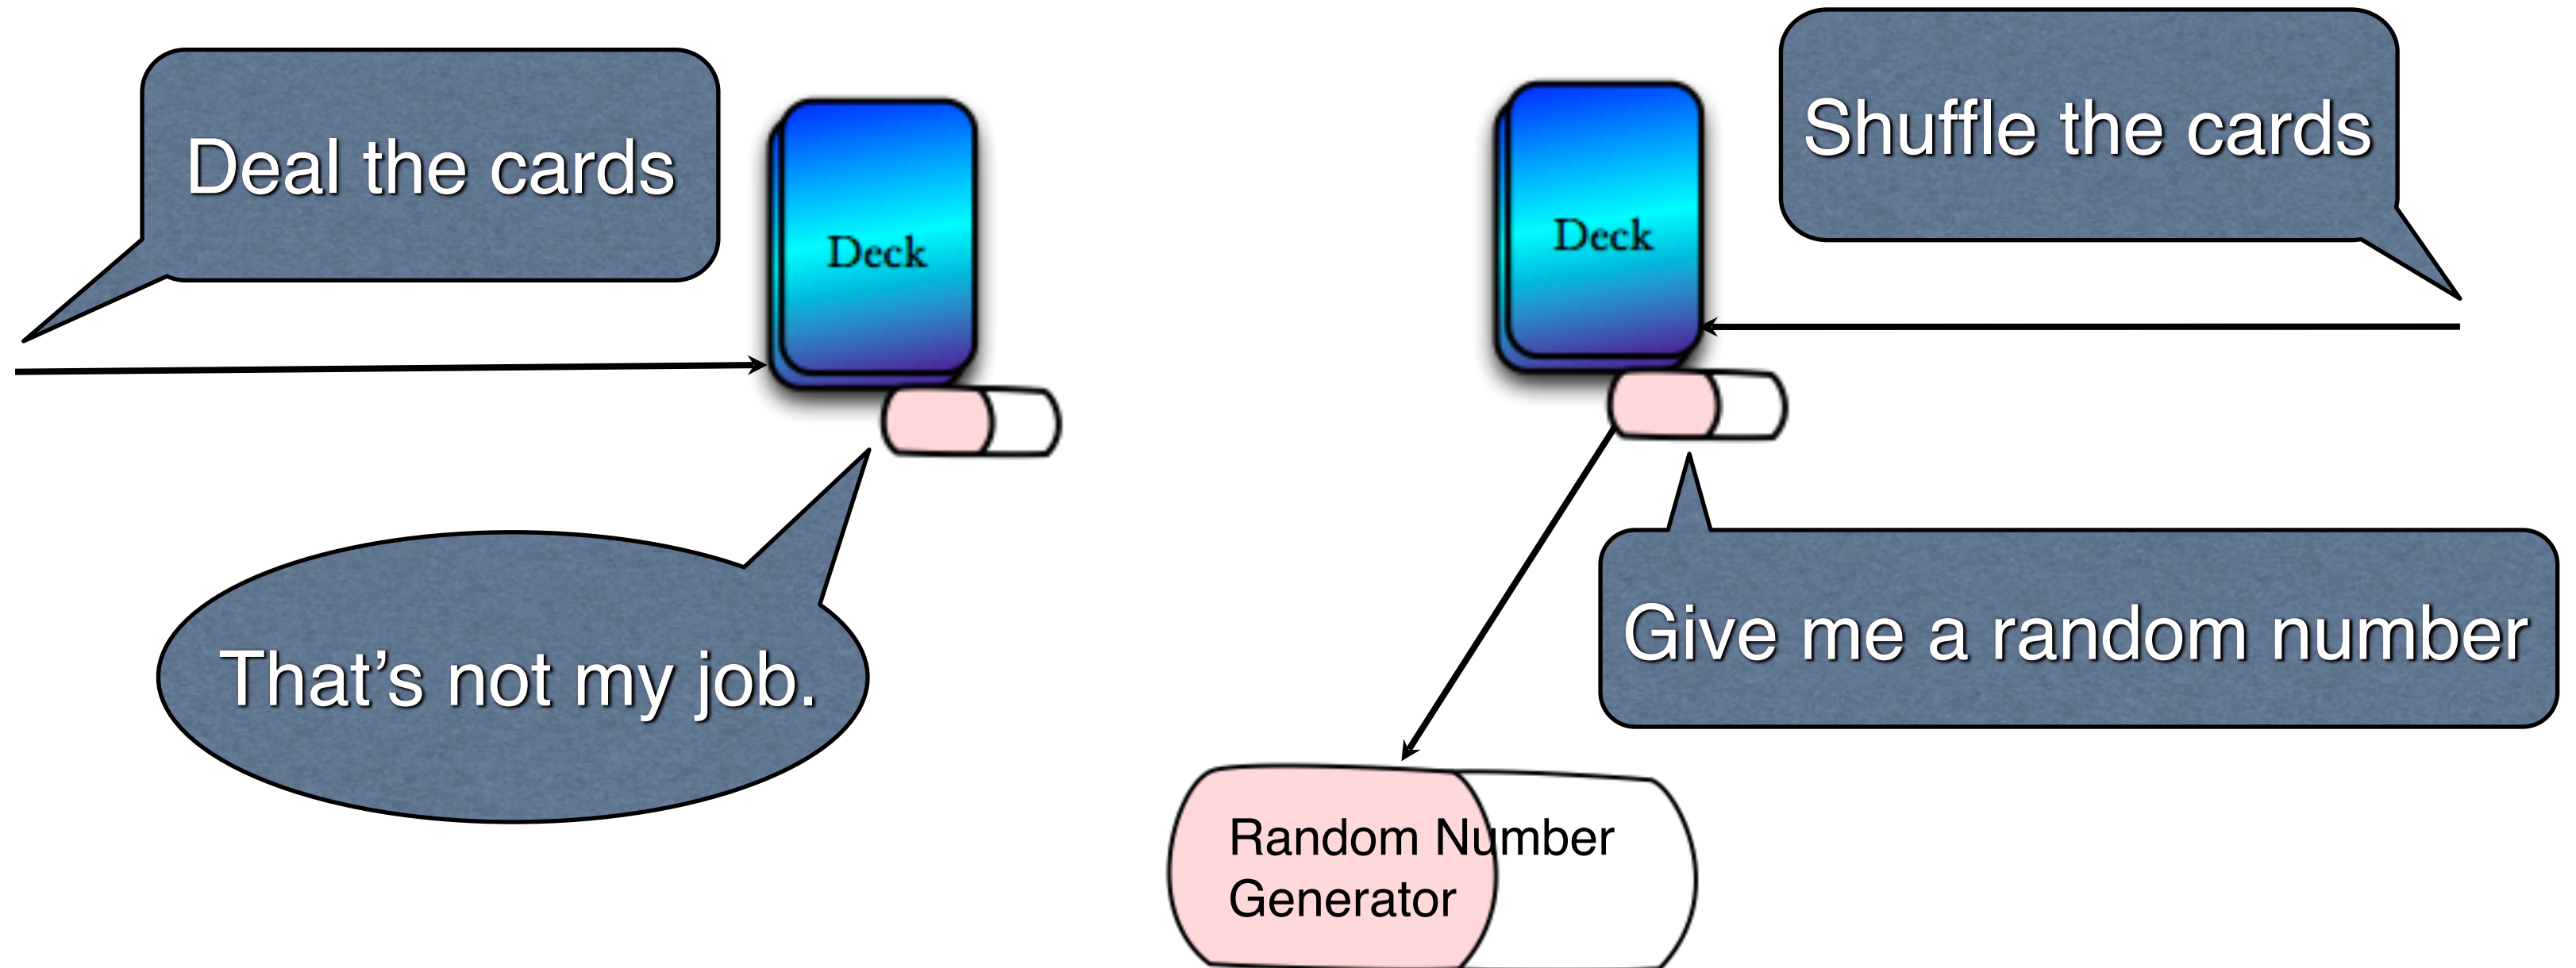 Deal the cards
Deck
That’s not my job.
Shuffle the cards
Deck
Give me a random number
Random Number
Generator